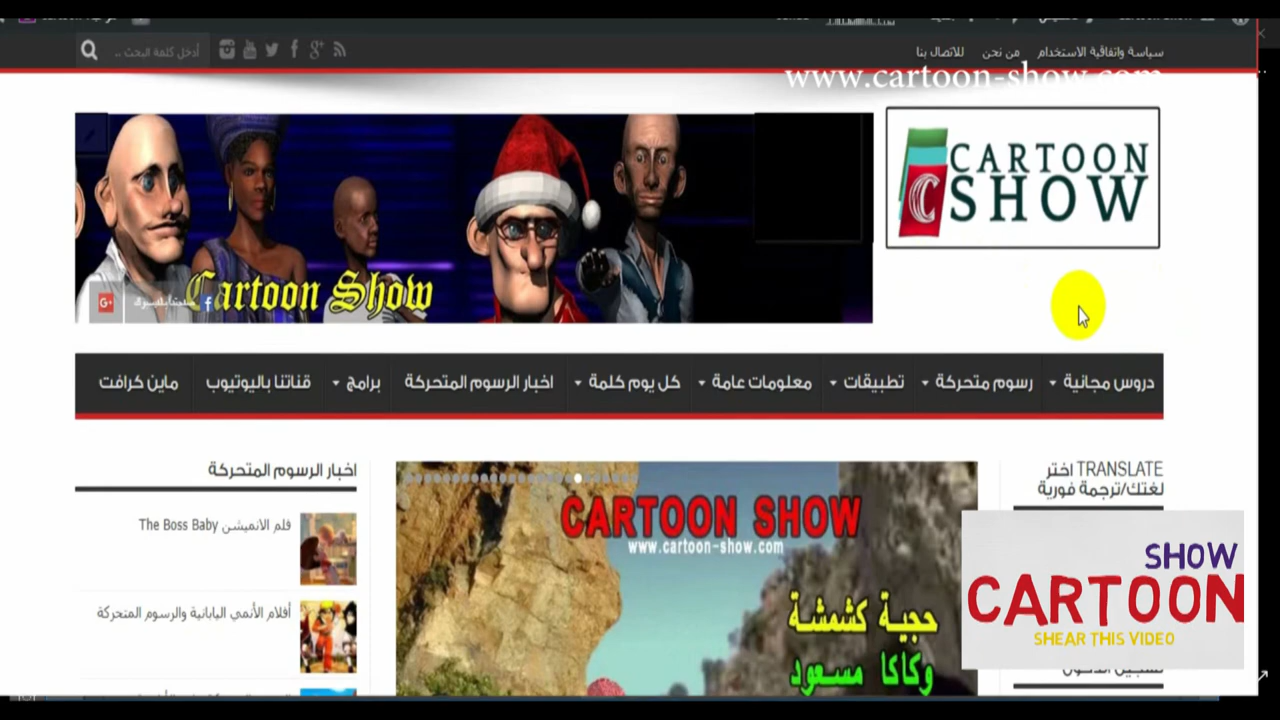 أدخل كلمة البحث ..
سياسة واتفاقية الاستخدام
من نحن
للاتصال بنا
www.cartoon-show.com
CARTOON
SHOW
Cartoon Show
دروس مجانية
رسوم متحركة
تطبيقات
معلومات عامة
كل يوم كلمة
اخبار الرسوم المتحركة
برامج
قناتنا باليوتيوب
ماين كرافت
TRANSLATE اختر
لغتك/ترجمة فورية
CARTOON SHOW
www.cartoon-show.com
حجية كشمشة
وكاكا مسعود
اخبار الرسوم المتحركة
فلم الانميشن The Boss Baby
أفلام الأنمي اليابانية والرسوم المتحركة
SHOW
CARTOON
SHEAR THIS VIDEO